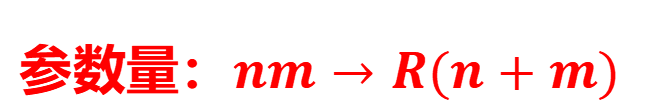 参数量：nm → R(n + m)